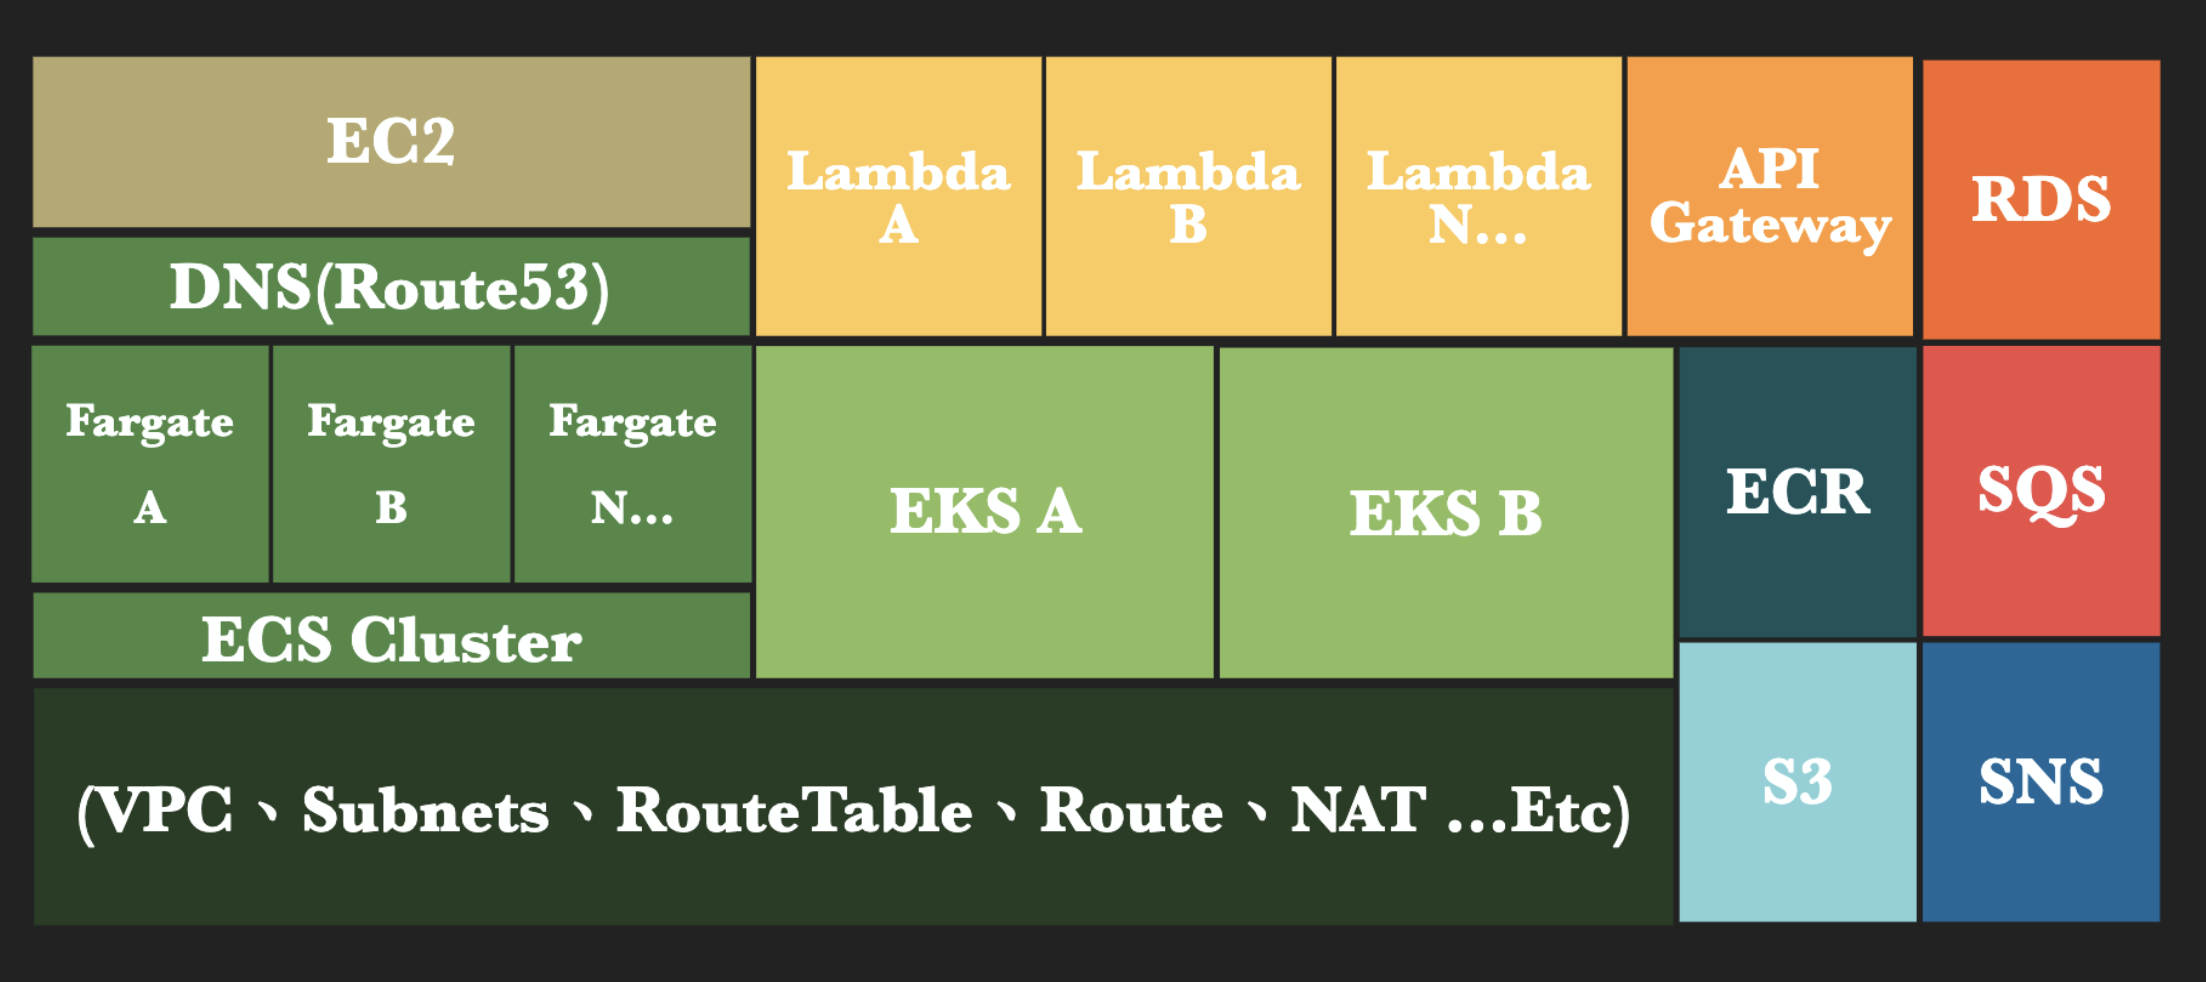 EC2
DNS(Route53)
Lambda
A
Lambda
B
Lambda
N...
API
Gateway
RDS
Fargate
A
Fargate
B
Fargate
N...
ECS Cluster
EKS A
EKS B
ECR
SQS
(VPC、Subnets、RouteTable、Route、NAT ...Etc)
S3
SNS